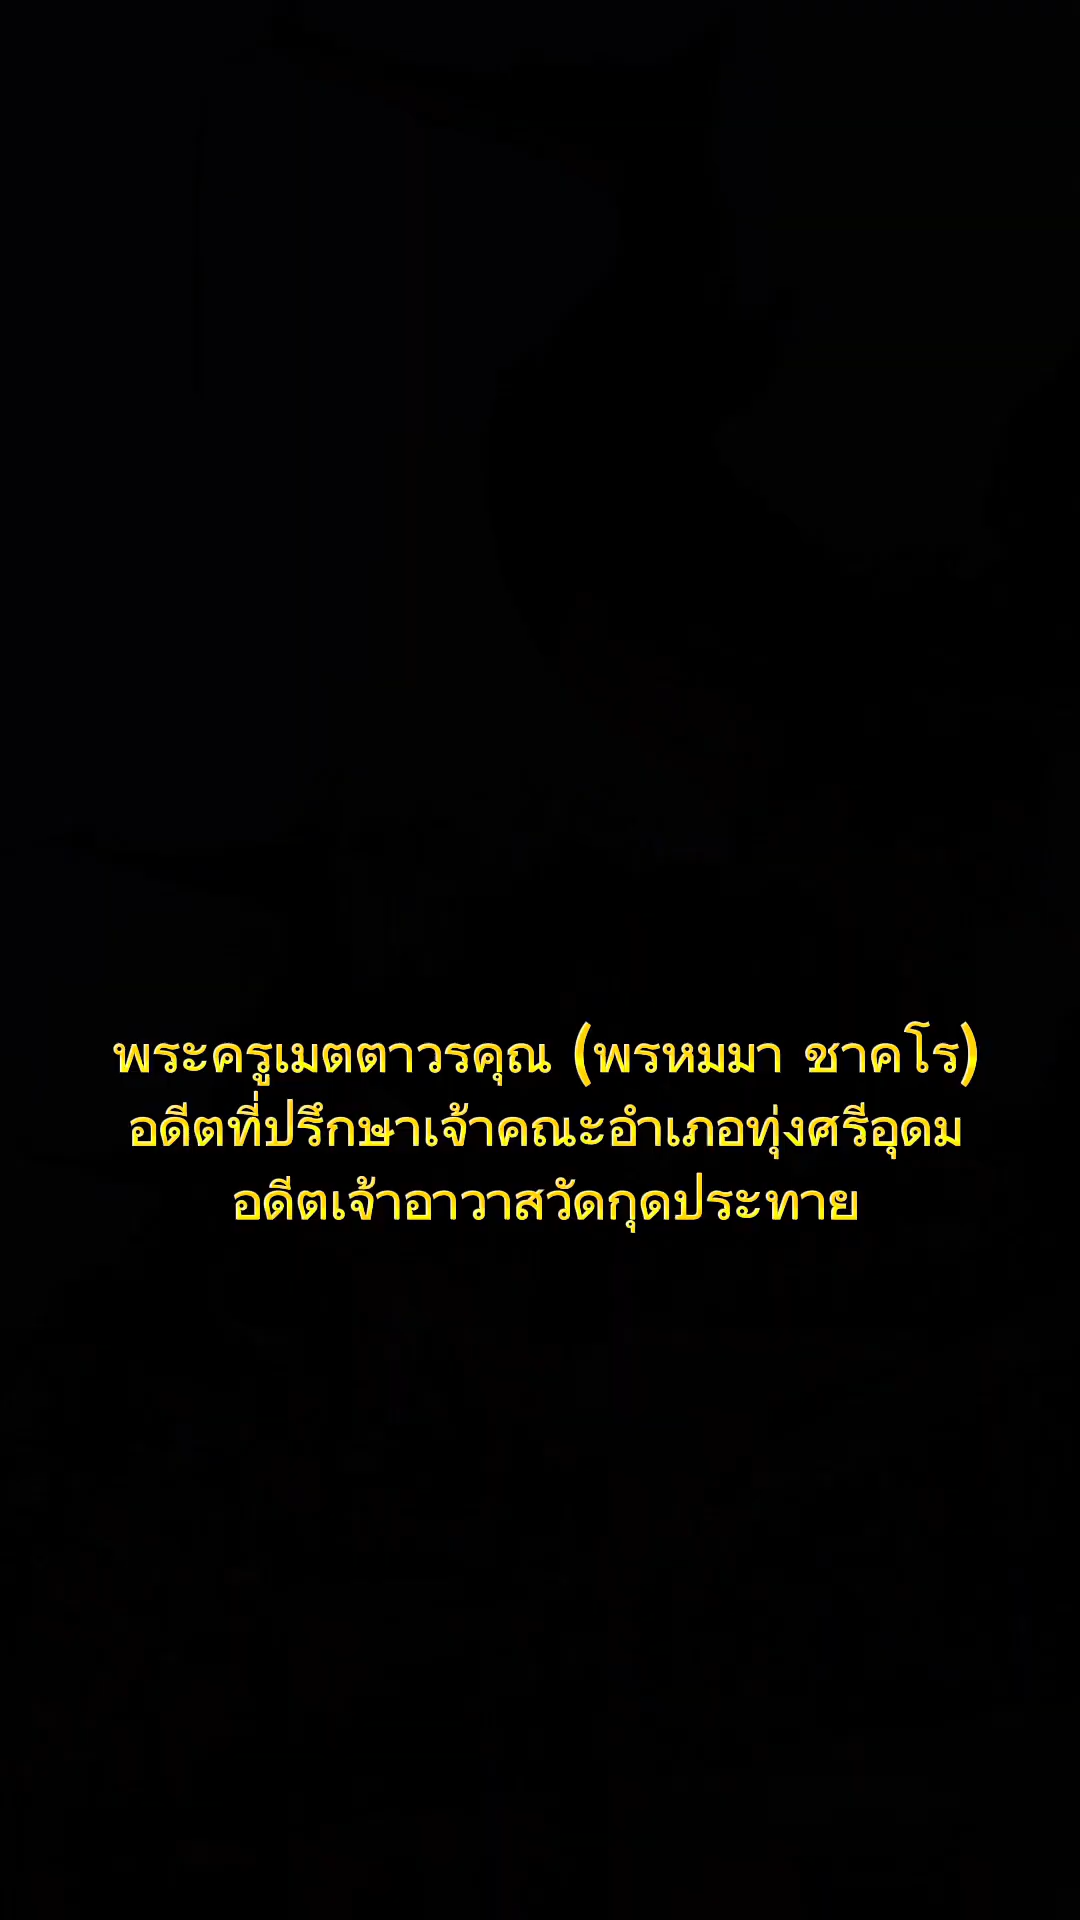 พระครูเมตตาวรคุณ (พรหมมา ชาคโร)
อดีตที่ปรึกษาเจ้าคณะอำเภอทุ่งศรีอุดม
อดีตเจ้าอาวาสวัดกุดประทาย